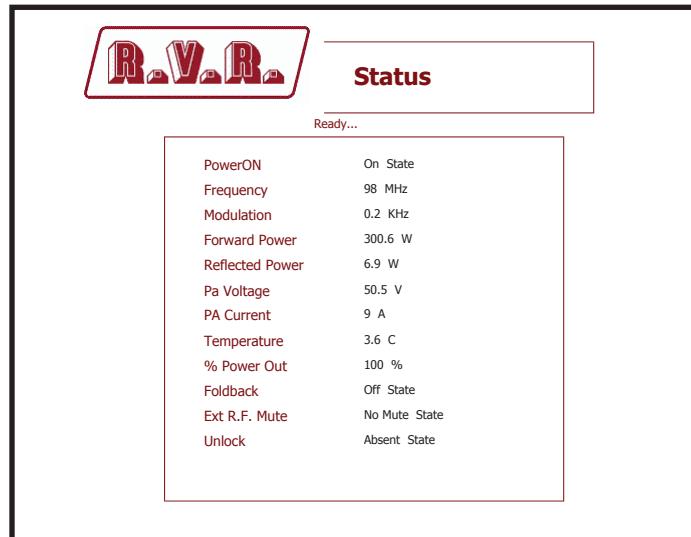 R.V.R.
Status
Ready...
PowerON On State
Frequency 98 MHz
Modulation 0.2 KHz
Forward Power 300.6 W
Reflected Power 6.9 W
Pa Voltage 50.5 V
PA Current 9 A
Temperature 3.6 C
% Power Out 100 %
Foldback Off State
Ext R.F. Mute No Mute State
Unlock Absent State